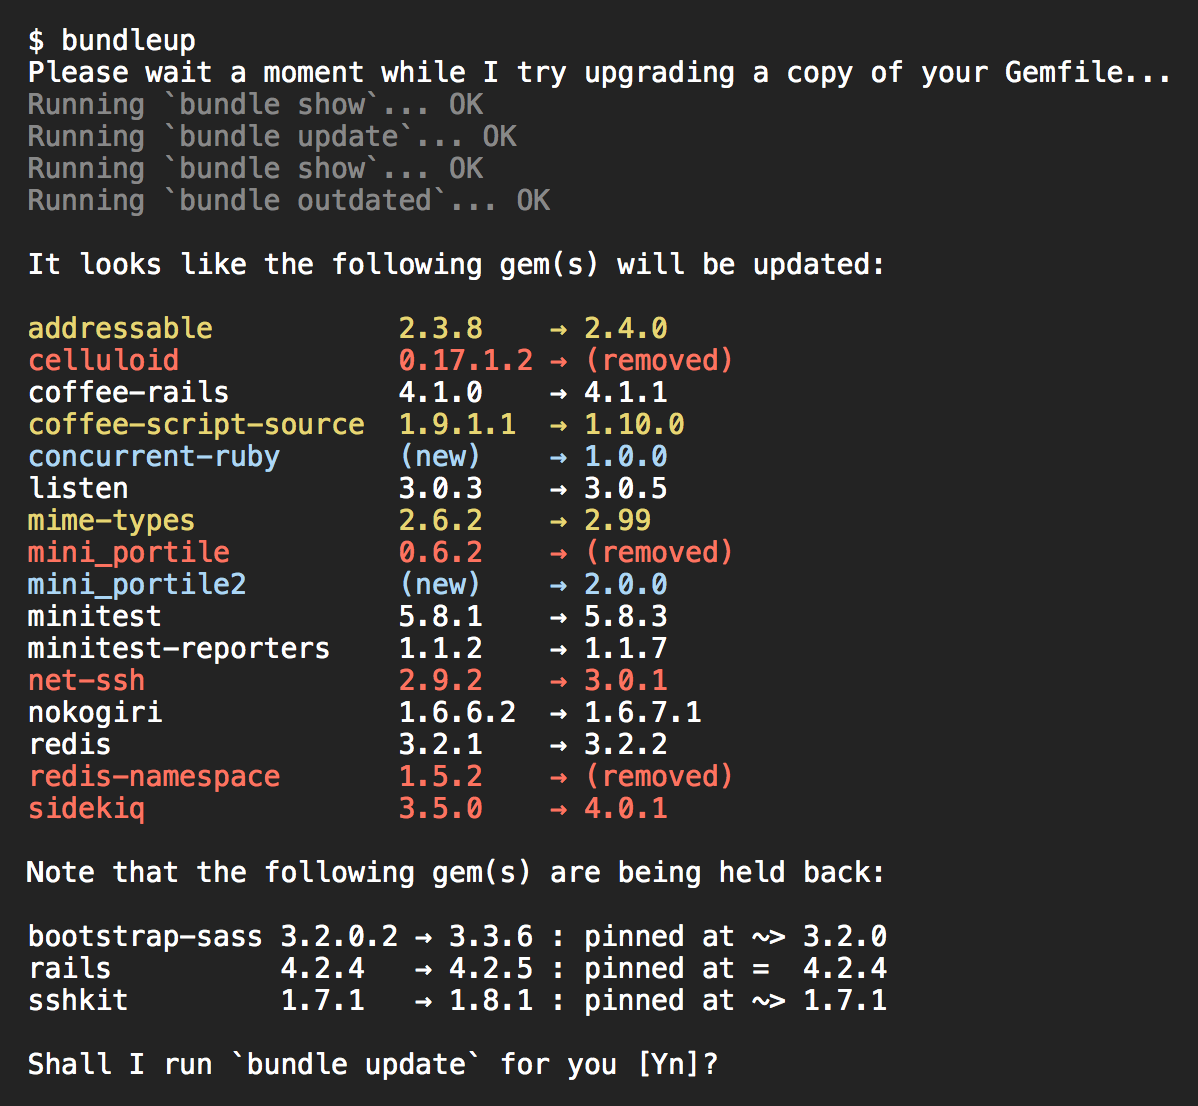 $ bundleup
Please wait a moment while I try upgrading a copy of your Gemfile...
Running `bundle show`... OK
Running `bundle update`... OK
Running `bundle show`... OK
Running `bundle outdated`... OK
It looks like the following gem(s) will be updated:
addressable          2.3.8    → 2.4.0
celluloid            0.17.1.2 → (removed)
coffee-rails         4.1.0    → 4.1.1
coffee-script-source 1.9.1.1  → 1.10.0
concurrent-ruby      (new)    → 1.0.0
listen               3.0.3    → 3.0.5
mime-types           2.6.2    → 2.99
mini_portile         0.6.2    → (removed)
mini_portile2        (new)    → 2.0.0
minitest             5.8.1    → 5.8.3
minitest-reporters   1.1.2    → 1.1.7
net-ssh              2.9.2    → 3.0.1
nokogiri             1.6.6.2  → 1.6.7.1
redis                3.2.1    → 3.2.2
redis-namespace      1.5.2    → (removed)
sidekiq              3.5.0    → 4.0.1
Note that the following gem(s) are being held back:
bootstrap-sass 3.2.0.2 → 3.3.6 : pinned at ~> 3.2.0
rails          4.2.4   → 4.2.5 : pinned at =  4.2.4
sshkit         1.7.1   → 1.8.1 : pinned at ~> 1.7.1
Shall I run `bundle update` for you [Yn]?